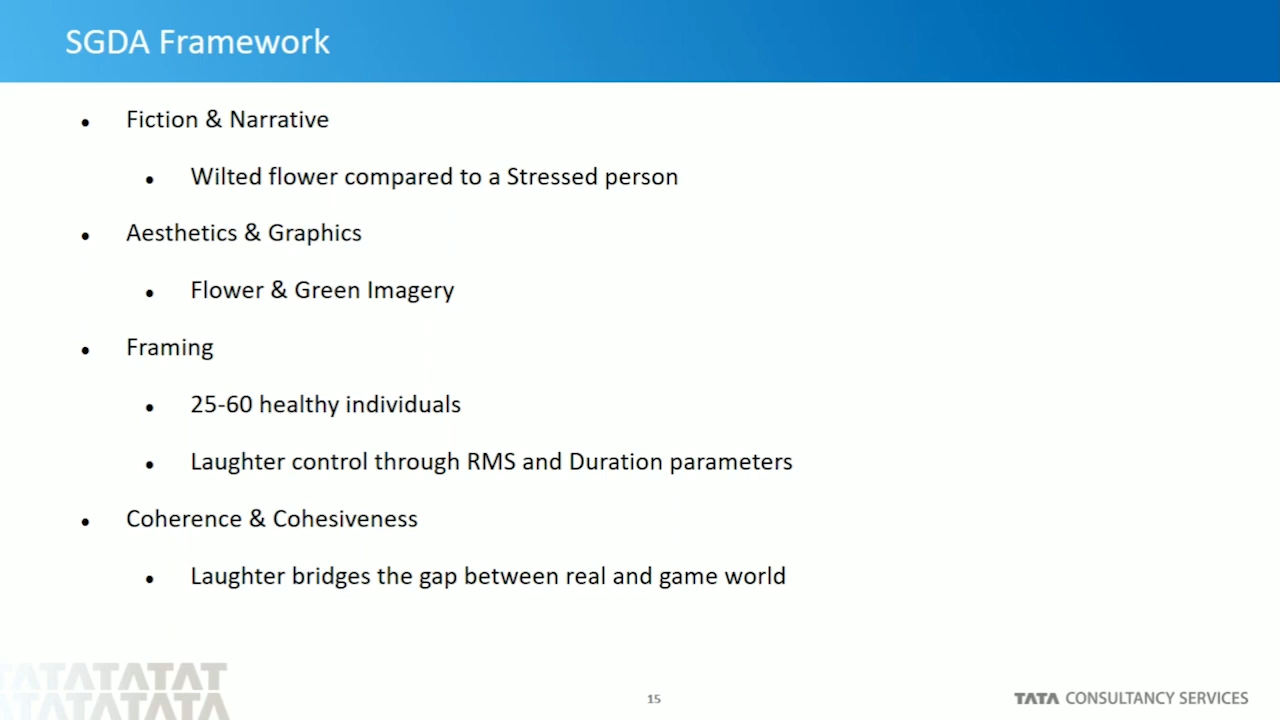 SGDA Framework
• Fiction & Narrative
• Wilted flower compared to a Stressed person
• Aesthetics & Graphics
• Flower & Green Imagery
• Framing
• 25-60 healthy individuals
• Laughter control through RMS and Duration parameters
• Coherence & Cohesiveness
• Laughter bridges the gap between real and game world
TATATATAT
TATATATATA
15
TATA CONSULTANCY SERVICES